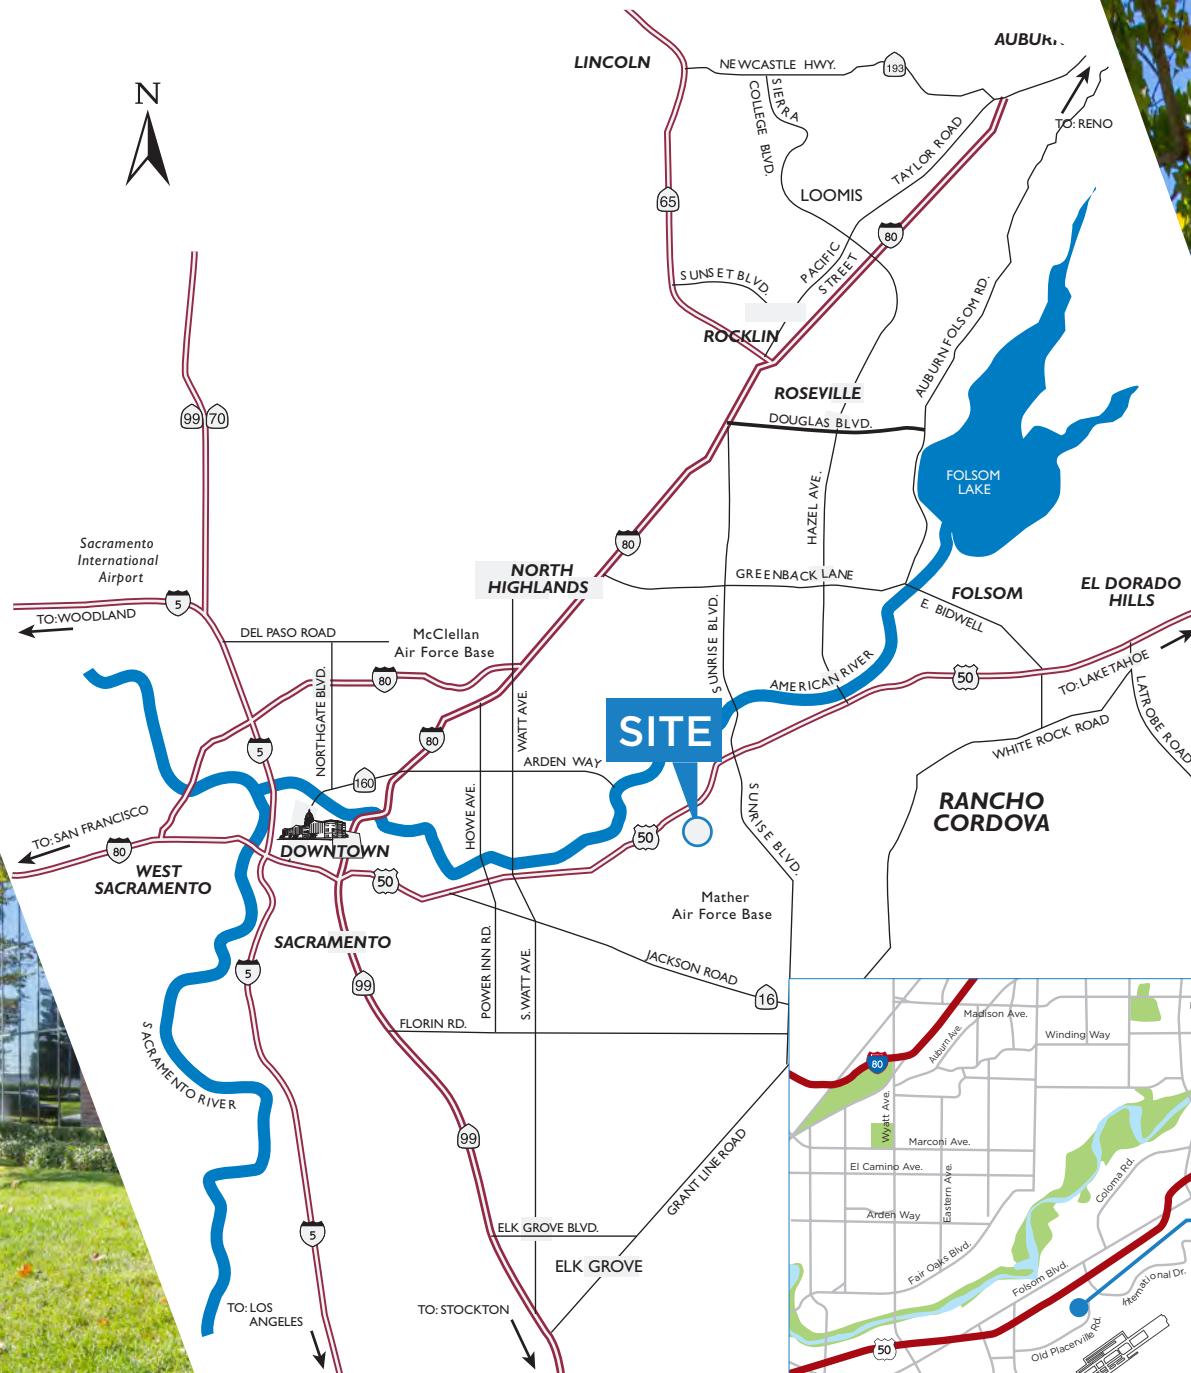 AUBURN
LINCOLN
NEWCASTLE HWY.
193
N
TO: RENO
SIERRA
COLLEGE BLVD.
TAYLOR ROAD
LOOMIS
65
80
PACIFIC
STREET
SUNSET BLVD.
AUBURN FOLSOM RD.
ROCKLIN
ROSEVILLE
DOUGLAS BLVD.
99
70
FOLSOM
LAKE
HAZEL AVE.
80
Sacramento
International
Airport
NORTH
HIGHLANDS
GREENBACK LANE
EL DORADO
HILLS
FOLSOM
5
E. BIDWELL
TO: WOODLAND
DEL PASO ROAD
McClellan
Air Force Base
SUNRISE BLVD.
AMERICAN RIVER
TO: LAKE TAHOE
50
80
NORTHGATE BLVD.
WATT AVE.
LATROBE ROAD
SITE
80
5
WHITE ROCK ROAD
ARDEN WAY
160
HOWE AVE.
SUNRISE BLVD.
RANCHO
CORDOVA
TO: SAN FRANCISCO
80
50
DOWNTOWN
WEST
SACRAMENTO
50
Mather
Air Force Base
SACRAMENTO
POWER INN RD.
S. WATT AVE.
JACKSON ROAD
5
99
16
FLORIN RD.
SACRAMENTO RIVER
99
GRANT LINE ROAD
5
ELK GROVE BLVD.
ELK GROVE
TO: LOS
ANGELES
TO: STOCKTON
Madison Ave.
Auburn Ave.
Winding Way
80
Wyatt Ave.
Marconi Ave.
El Camino Ave.
Eastern Ave.
Coloma Rd.
Arden Way
Fair Oaks Blvd.
Folsom Blvd.
International Dr.
Old Placerville Rd.
50